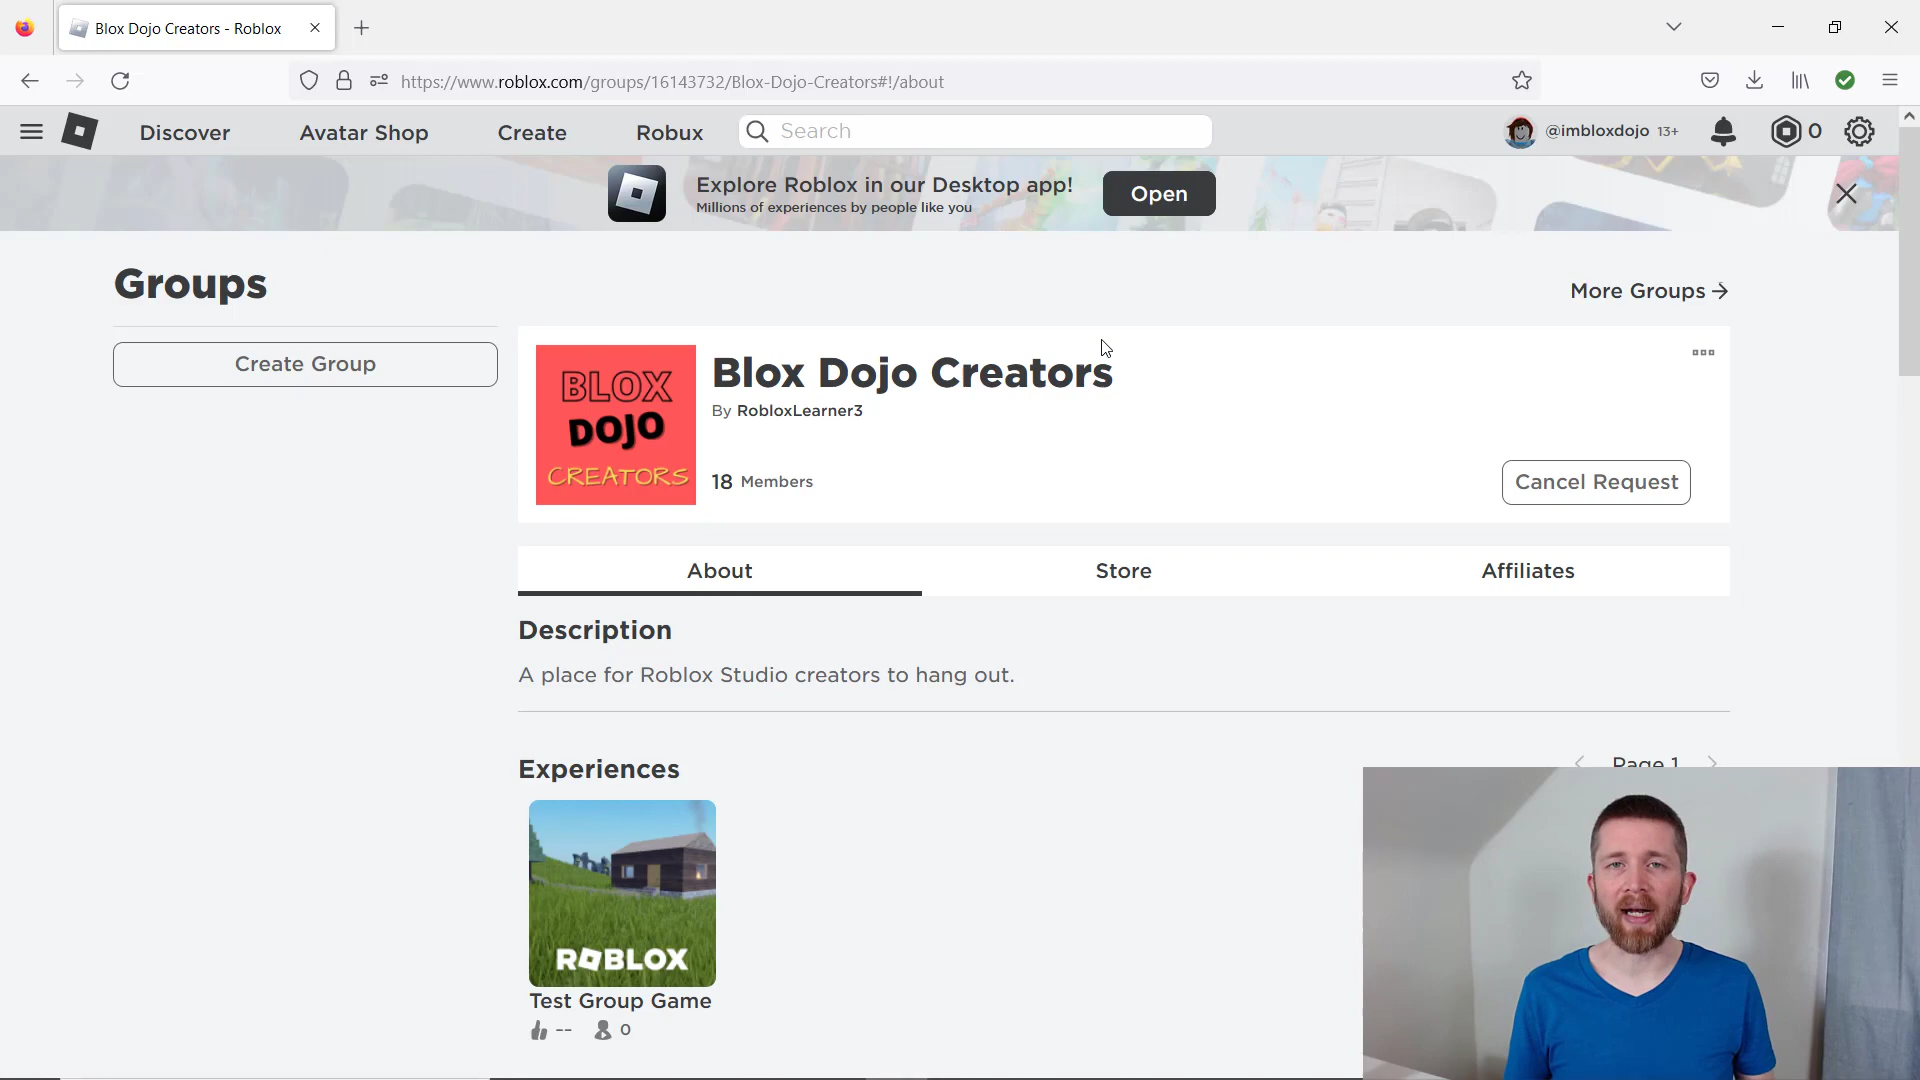 Blox Dojo Creators - Roblox
https://www.roblox.com/groups/16143732/Blox-Dojo-Creators#!/about
Discover
Avatar Shop
Create
Robux
Search
@imbloxdojo 13+
0
Explore Roblox in our Desktop app!
Millions of experiences by people like you
Open
Groups
More Groups
Create Group
BLOX
DOJO
CREATORS
Blox Dojo Creators
By RobloxLearner3
18 Members
Cancel Request
About
Store
Affiliates
Description
A place for Roblox Studio creators to hang out.
Experiences
Page 1
ROBLOX
Test Group Game
-- 0